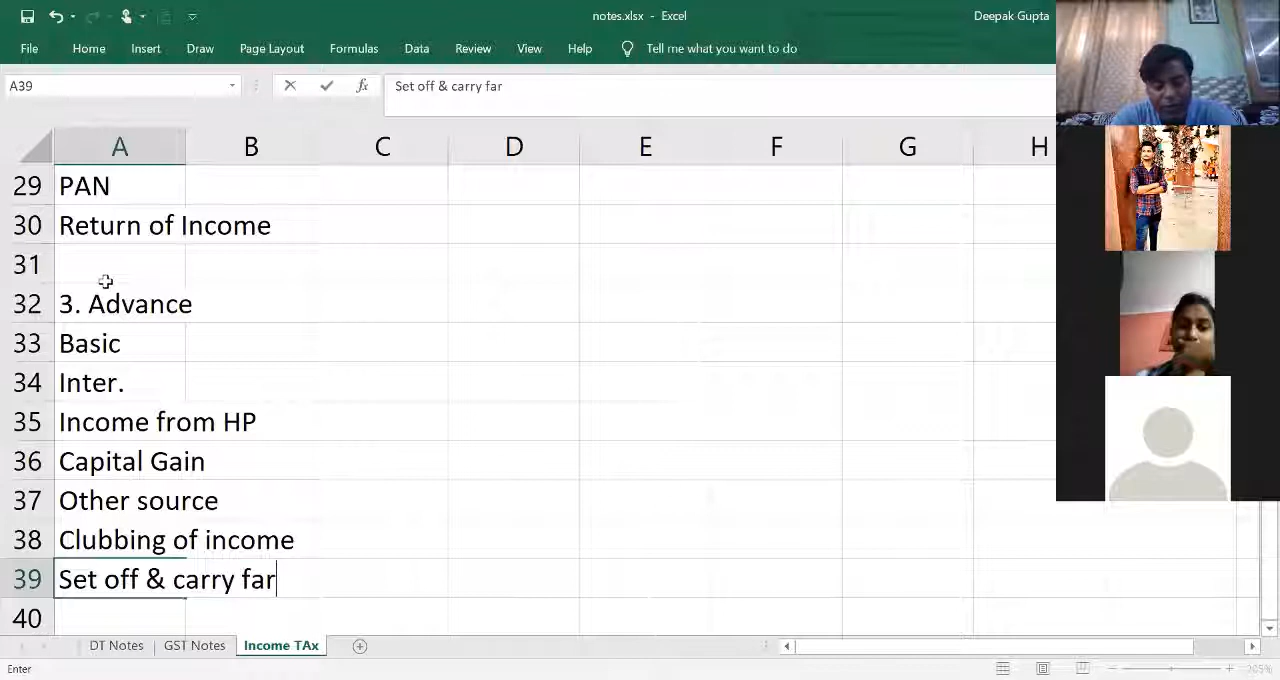 notes.xlsx - Excel
Deepak Gupta
File Home Insert Draw Page Layout Formulas Data Review View Help Tell me what you want to do
A39
fx
Set off & carry far
A B C D E F G H
29 PAN
30 Return of Income
31
32 3. Advance
33 Basic
34 Inter.
35 Income from HP
36 Capital Gain
37 Other source
38 Clubbing of income
39 Set off & carry far
40
DT Notes GST Notes Income TAx
Enter